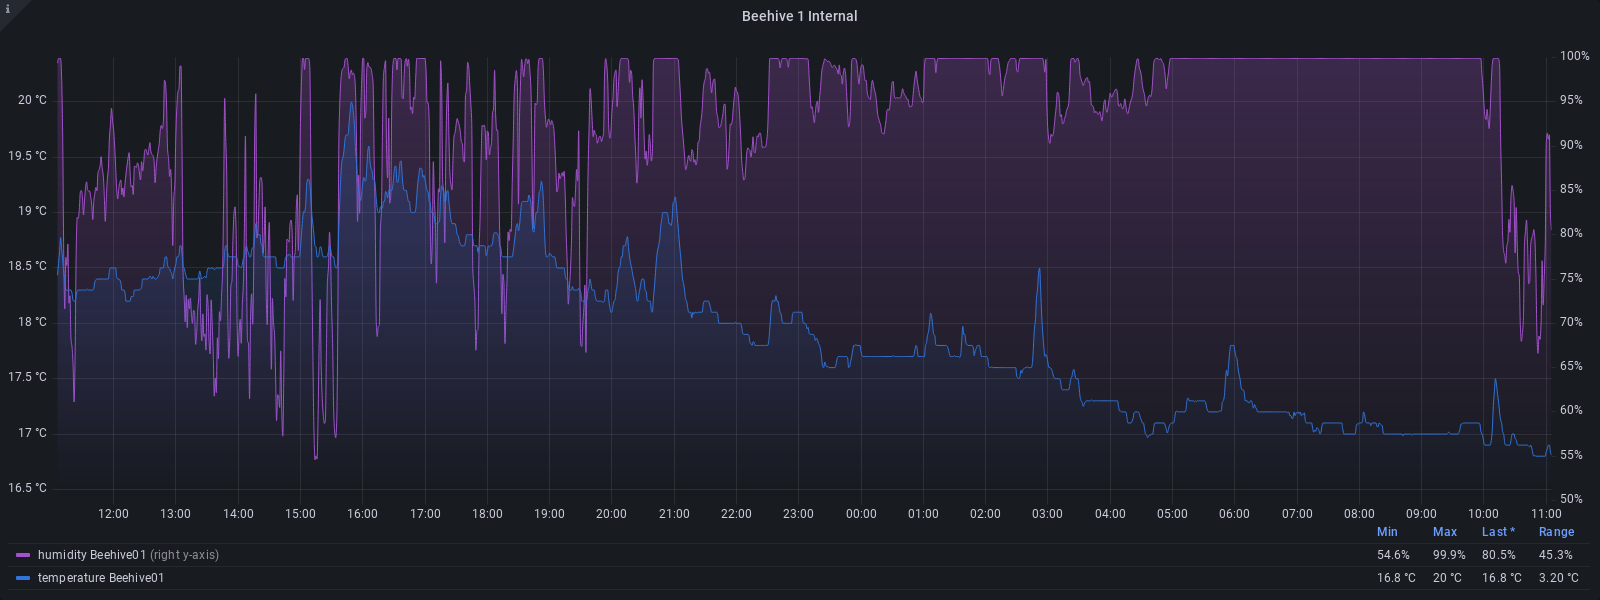 i
Beehive 1 Internal
20 °C
19.5 °C
19 °C
18.5 °C
18 °C
17.5 °C
17 °C
16.5 °C
100%
95%
90%
85%
80%
75%
70%
65%
60%
55%
50%
12:00 13:00 14:00 15:00 16:00 17:00 18:00 19:00 20:00 21:00 22:00 23:00 00:00 01:00 02:00 03:00 04:00 05:00 06:00 07:00 08:00 09:00 10:00 11:00
Min Max Last * Range
humidity Beehive01 (right y-axis) 54.6% 99.9% 80.5% 45.3%
temperature Beehive01 16.8 °C 20 °C 16.8 °C 3.20 °C